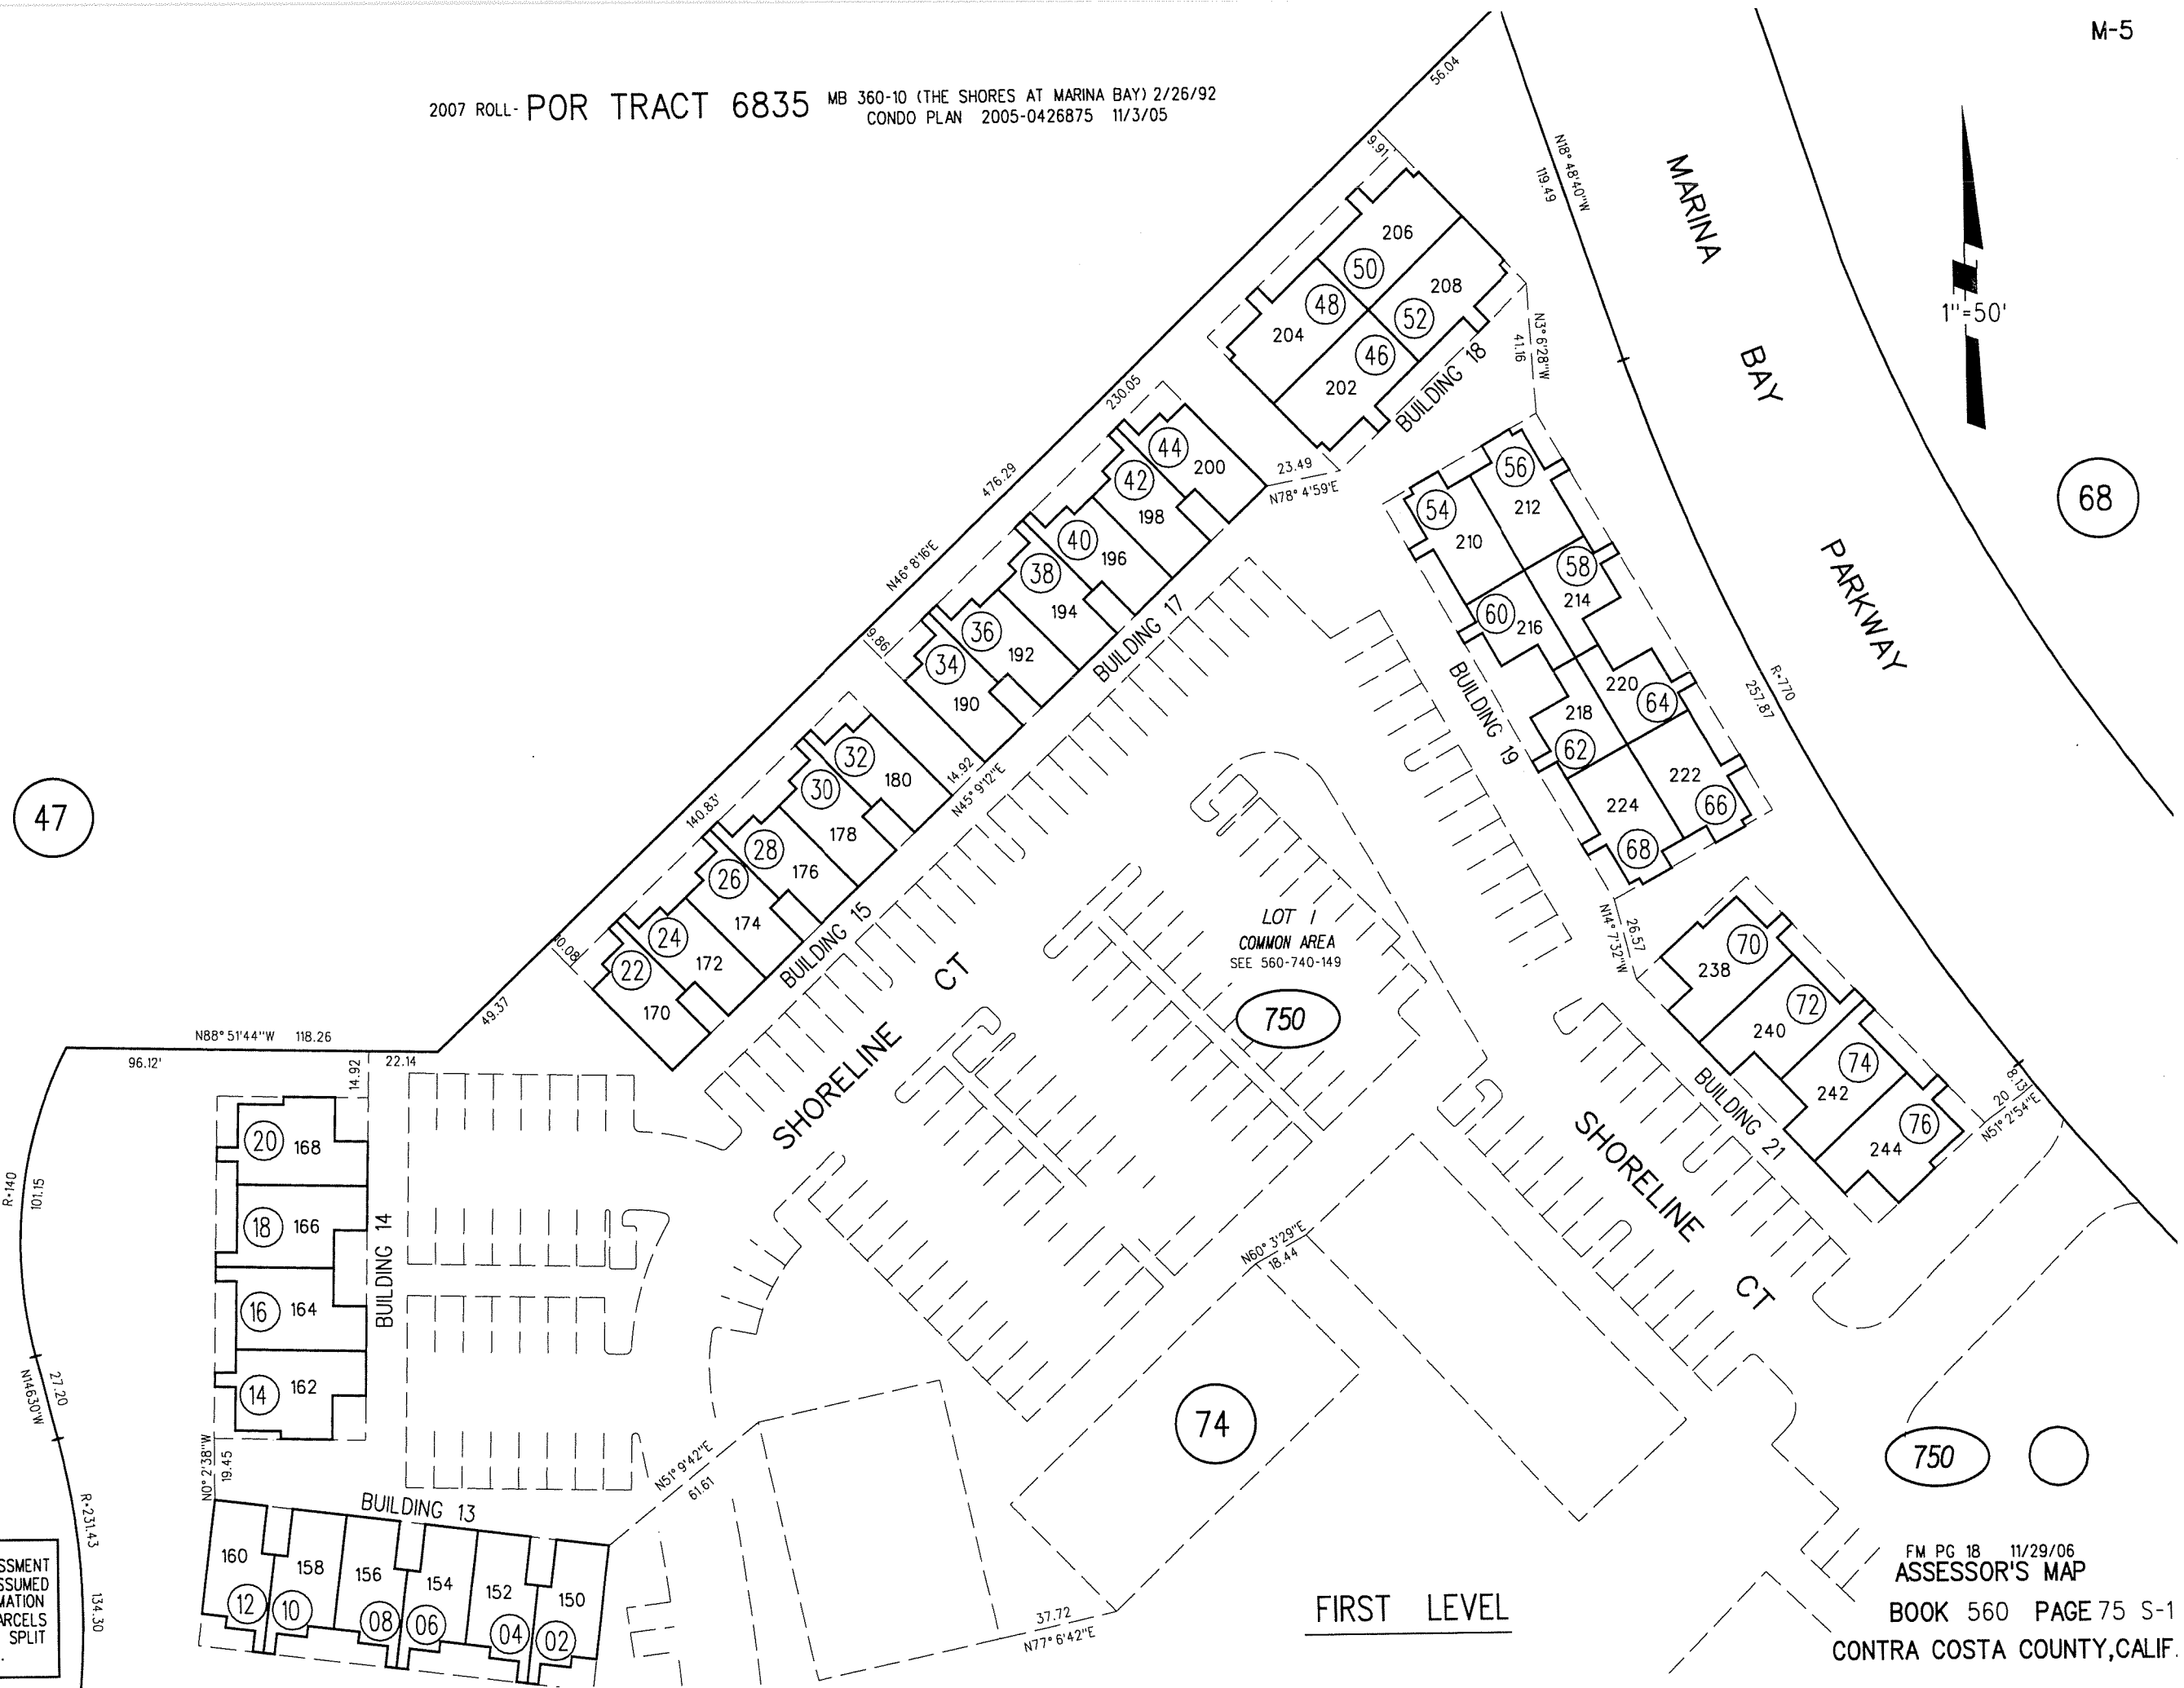 M-5
2007 ROLL- POR TRACT 6835 MB 360-10 (THE SHORES AT MARINA BAY) 2/26/92
CONDO PLAN 2005-0426875 11/3/05
56.04
9.91
N18° 48'40"W
119.49
MARINA
BAY
PARKWAY
1"=50'
68
206
50
208
48
52
204
46
202
BUILDING 18
N3° 6'28"W
41.16
230.05
476.29
N46° 8'16"E
9.86
44
200
42
198
40
196
38
194
36
192
34
190
BUILDING 17
23.49
N78° 4'59"E
56
212
54
210
58
214
60
216
220
64
218
62
222
66
224
68
BUILDING 19
R=770
257.87
47
140.83'
32
180
30
178
28
176
26
174
24
172
22
170
BUILDING 15
14.92
N45° 9'12"E
10.08
49.37
LOT 1
COMMON AREA
SEE 560-740-149
750
N14° 7'32"W
26.57
70
238
72
240
74
242
76
244
BUILDING 21
8.13
20
N51° 2'54"E
SHORELINE
CT
SHORELINE
CT
N88° 51'44"W 118.26
96.12'
14.92
22.14
R=140
101.15
20 168
18 166
16 164
14 162
BUILDING 14
27.20
N14°6'30"W
N0° 2'38"W
19.45
R=231.43
134.30
BUILDING 13
160
158
156
154
152
150
12
10
08
06
04
02
N51° 9'42"E
61.61
N60° 3'29"E
18.44
74
37.72
N77° 6'42"E
FIRST LEVEL
750
SSMENT
SSUMED
MATION
ARCELS
SPLIT
.
FM PG 18 11/29/06
ASSESSOR'S MAP
BOOK 560 PAGE 75 S-1
CONTRA COSTA COUNTY,CALIF.